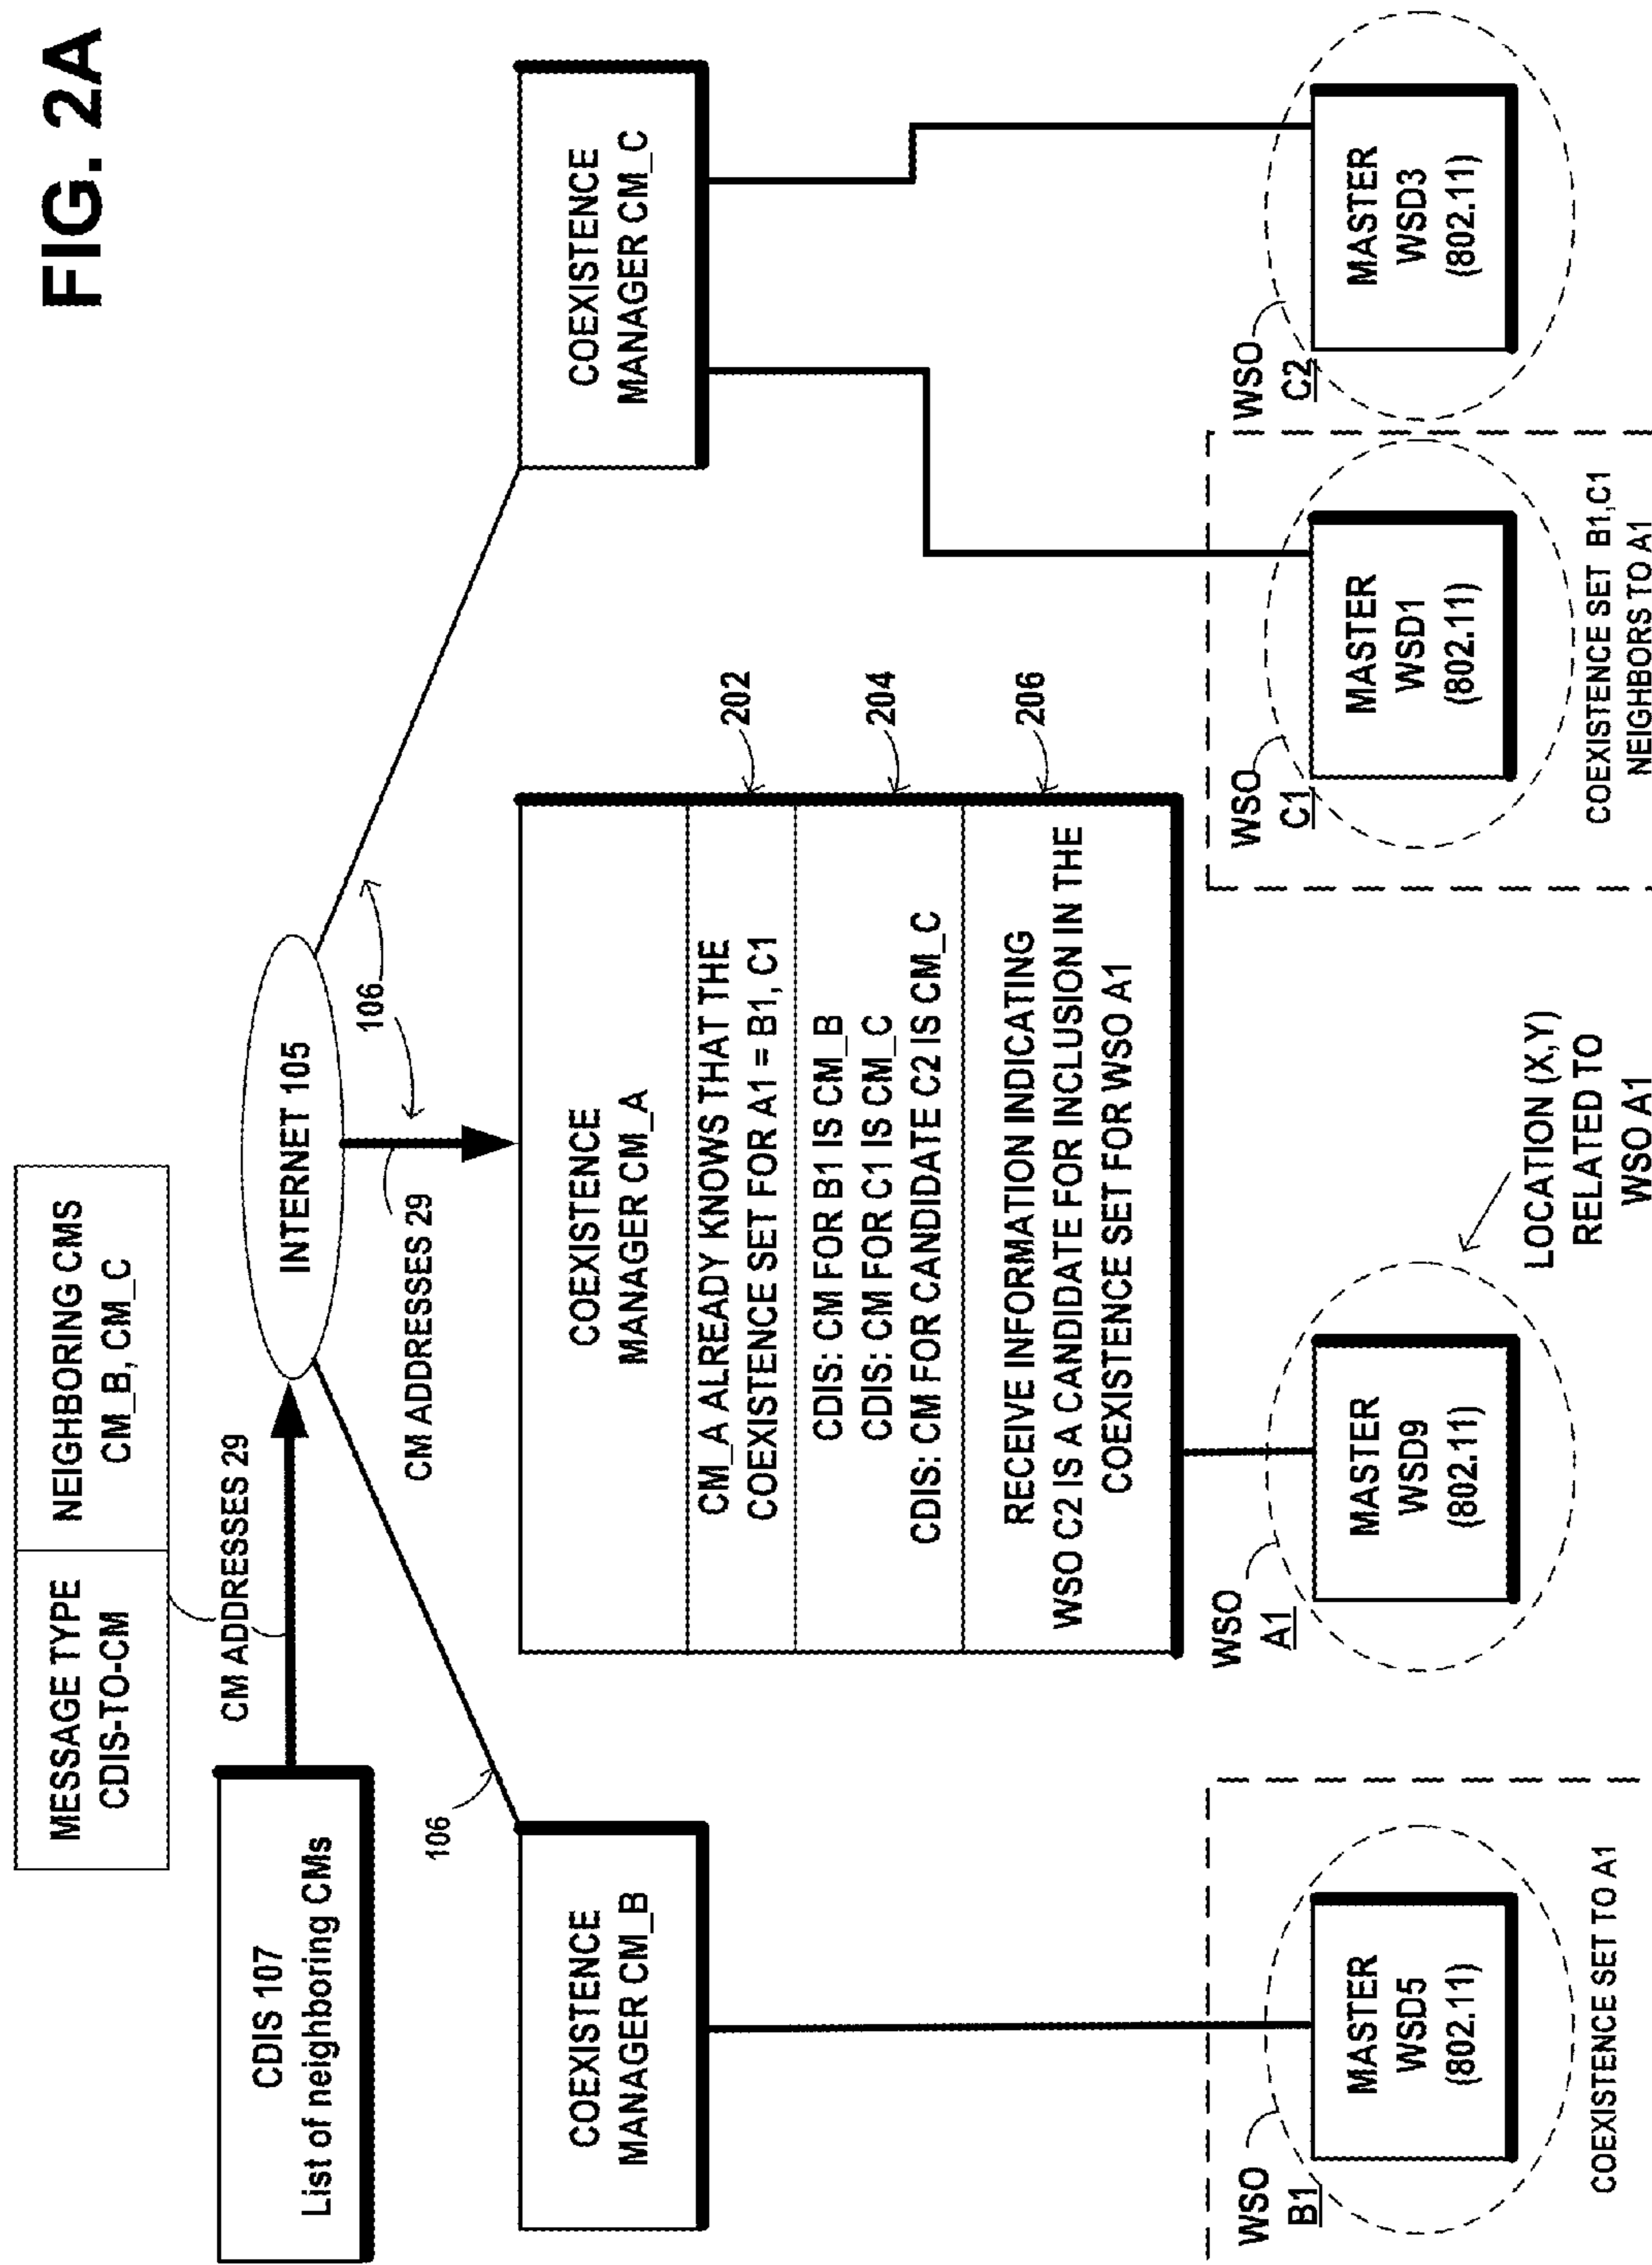 FIG. 2A
MESSAGE TYPE
CDIS-TO-CM
NEIGHBORING CMS
CM_B, CM_C
CM ADDRESSES 29
CDIS 107
List of neighboring CMs
INTERNET 105
106
106
CM ADDRESSES 29
106
COEXISTENCE
MANAGER CM_B
COEXISTENCE
MANAGER CM_A
CM_A ALREADY KNOWS THAT THE
COEXISTENCE SET FOR A1 = B1, C1
202
CDIS: CM FOR B1 IS CM_B
CDIS: CM FOR C1 IS CM_C
CDIS: CM FOR CANDIDATE C2 IS CM_C
204
RECEIVE INFORMATION INDICATING
WSO C2 IS A CANDIDATE FOR INCLUSION IN THE
COEXISTENCE SET FOR WSO A1
206
COEXISTENCE
MANAGER CM_C
WSO
B1
MASTER
WSD5
(802.11)
COEXISTENCE SET TO A1
WSO
A1
MASTER
WSD9
(802.11)
LOCATION (X,Y)
RELATED TO
WSO A1
WSO
C1
MASTER
WSD1
(802.11)
COEXISTENCE SET B1,C1
NEIGHBORS TO A1
WSO
C2
MASTER
WSD3
(802.11)